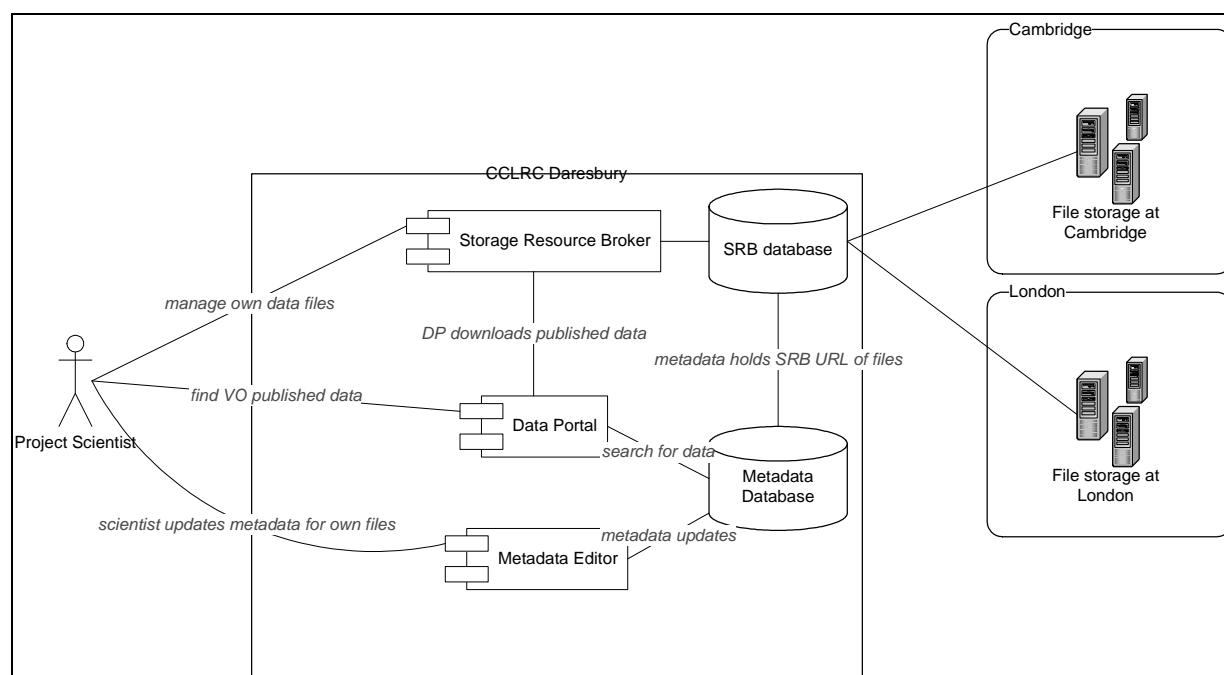 Cambridge
File storage at
Cambridge
CCLRC Daresbury
Storage Resource Broker
SRB database
manage own data files
London
DP downloads published data
metadata holds SRB URL of files
find VO published data
Project Scientist
Data Portal
search for data
Metadata
Database
File storage at
London
scientist updates metadata for own files
metadata updates
Metadata Editor